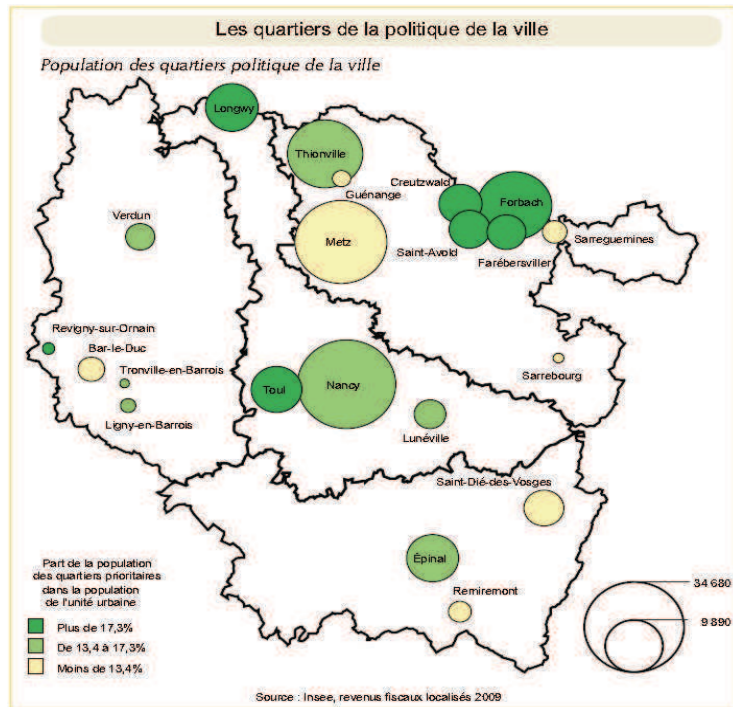 Les quartiers de la politique de la ville
Population des quartiers politique de la ville
Longwy
Thionville
Creutzwald
Guénange
Forbach
Verdun
Metz
Saint-Avold
Sarreguemines
Farébersviller
Revigny-sur-Ornain
Bar-le-Duc
Tronville-en-Barrois
Sarrebourg
Toul
Nancy
Ligny-en-Barrois
Lunéville
Saint-Dié-des-Vosges
Épinal
Remiremont
Part de la population
des quartiers prioritaires
dans la population
de l'unité urbaine
34 680
9 890
Plus de 17,3%
De 13,4 à 17,3%
Moins de 13,4%
Source : Insee, revenus fiscaux localisés 2009